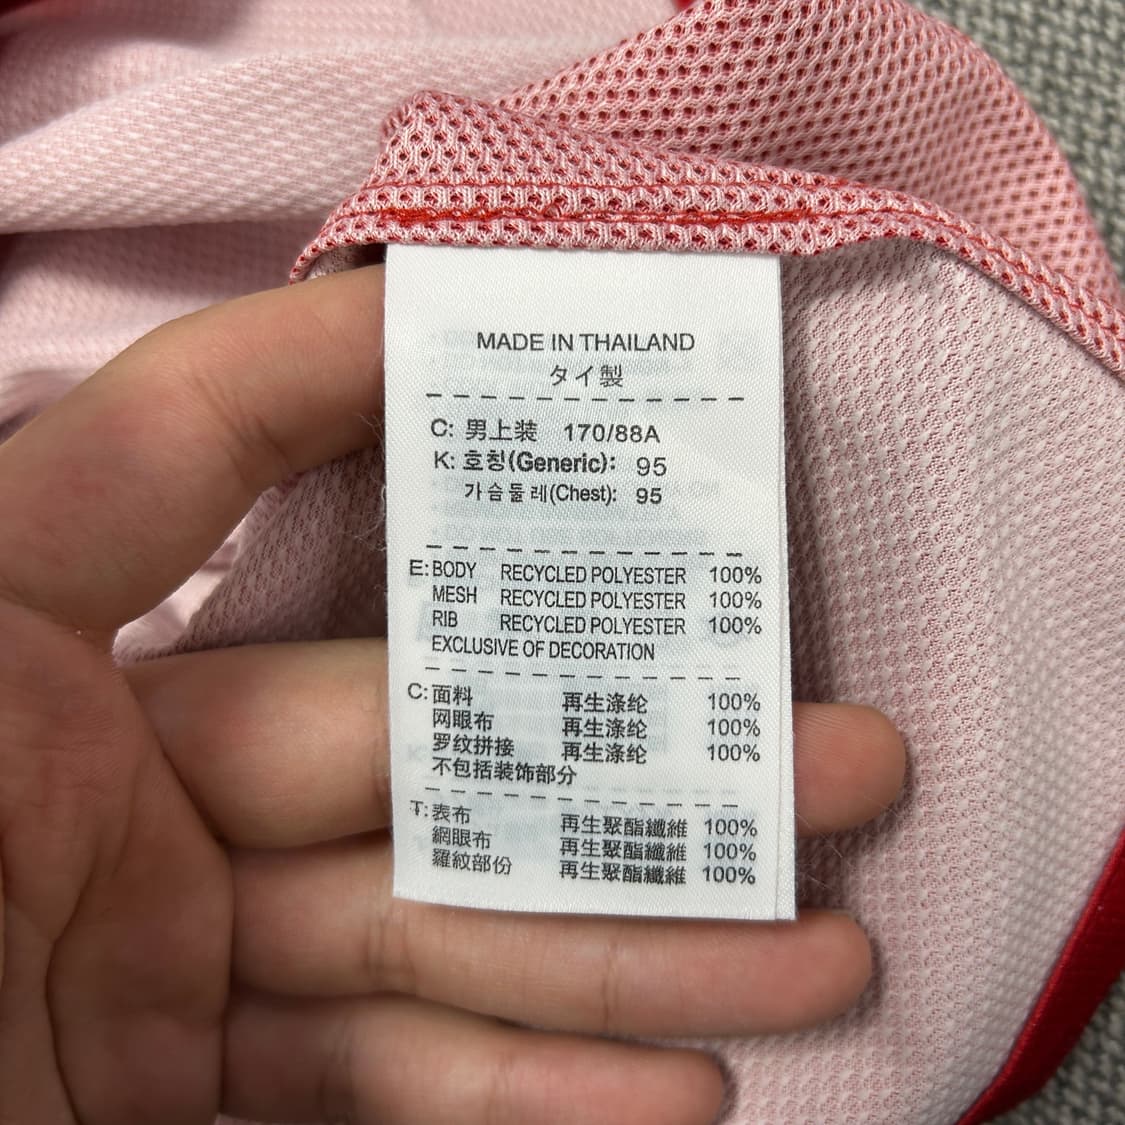 MADE IN THAILAND
タイ製
C: 男上装 170/88A
K: 호칭(Generic): 95
가슴둘레(Chest): 95
E: BODY RECYCLED POLYESTER 100%
MESH RECYCLED POLYESTER 100%
RIB RECYCLED POLYESTER 100%
EXCLUSIVE OF DECORATION
C: 面料 再生涤纶 100%
网眼布 再生涤纶 100%
罗纹拼接 再生涤纶 100%
不包括装饰部分
T: 表布 再生聚酯纖維 100%
網眼布 再生聚酯纖維 100%
羅紋部份 再生聚酯纖維 100%